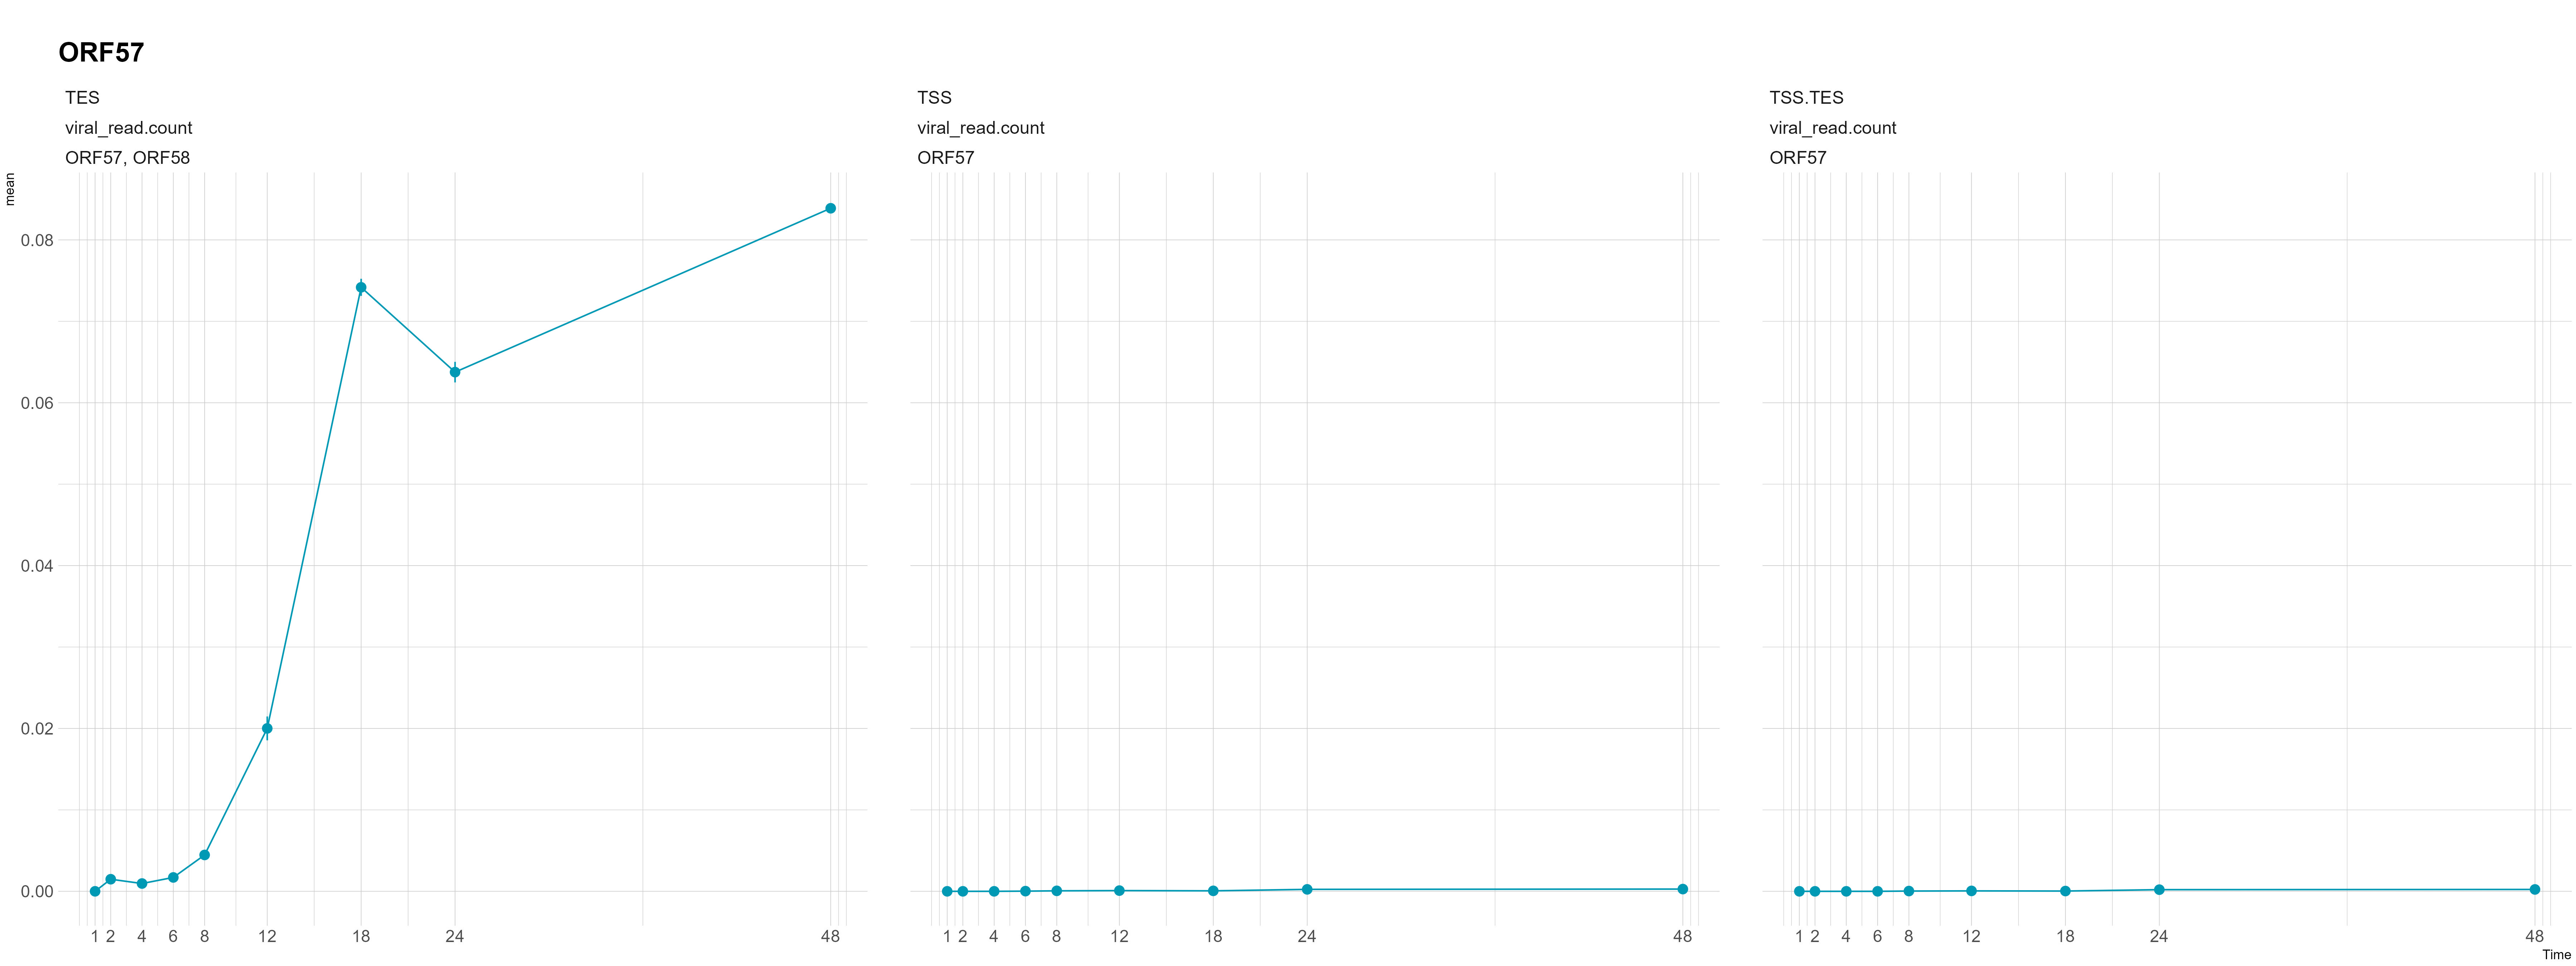 ORF57
TES
viral_read.count
ORF57, ORF58
TSS
viral_read.count
ORF57
TSS.TES
viral_read.count
ORF57
mean
0.08
0.06
0.04
0.02
0.00
1 2 4 6 8 12 18 24 48
1 2 4 6 8 12 18 24 48
1 2 4 6 8 12 18 24 48
Time